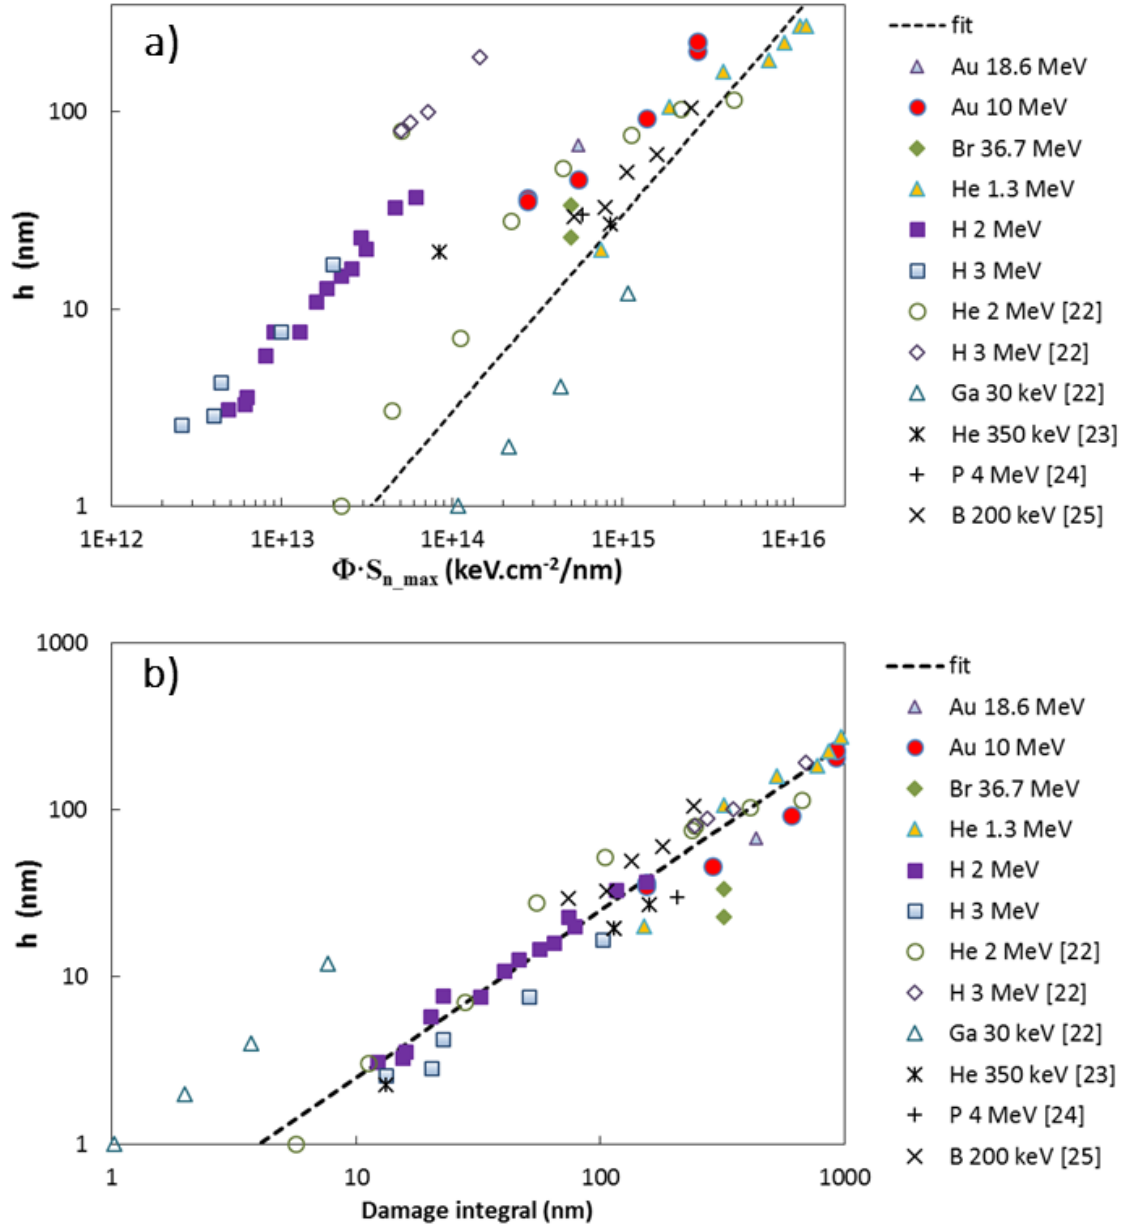 a)
100
10
1
h (nm)
1E+12 1E+13 1E+14 1E+15 1E+16
Φ·Sn_max (keV.cm-2/nm)
fit
Au 18.6 MeV
Au 10 MeV
Br 36.7 MeV
He 1.3 MeV
H 2 MeV
H 3 MeV
He 2 MeV [22]
H 3 MeV [22]
Ga 30 keV [22]
He 350 keV [23]
P 4 MeV [24]
B 200 keV [25]
b)
1000
100
10
1
h (nm)
1 10 100 1000
Damage integral (nm)
fit
Au 18.6 MeV
Au 10 MeV
Br 36.7 MeV
He 1.3 MeV
H 2 MeV
H 3 MeV
He 2 MeV [22]
H 3 MeV [22]
Ga 30 keV [22]
He 350 keV [23]
P 4 MeV [24]
B 200 keV [25]